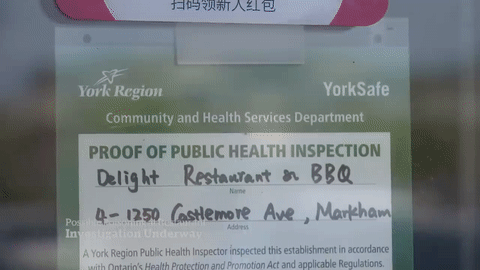 扫码领新人红包
York Region
YorkSafe
Community and Health Services Department
PROOF OF PUBLIC HEALTH INSPECTION
Delight Restaurant & BBQ
Name
4-1250 Castlemore Ave, Markham
Address
Investigation Underway
A York Region Public Health Inspector inspected this establishment in accordance
with Ontario's Health Protection and Promotion Act and applicable Regulations.